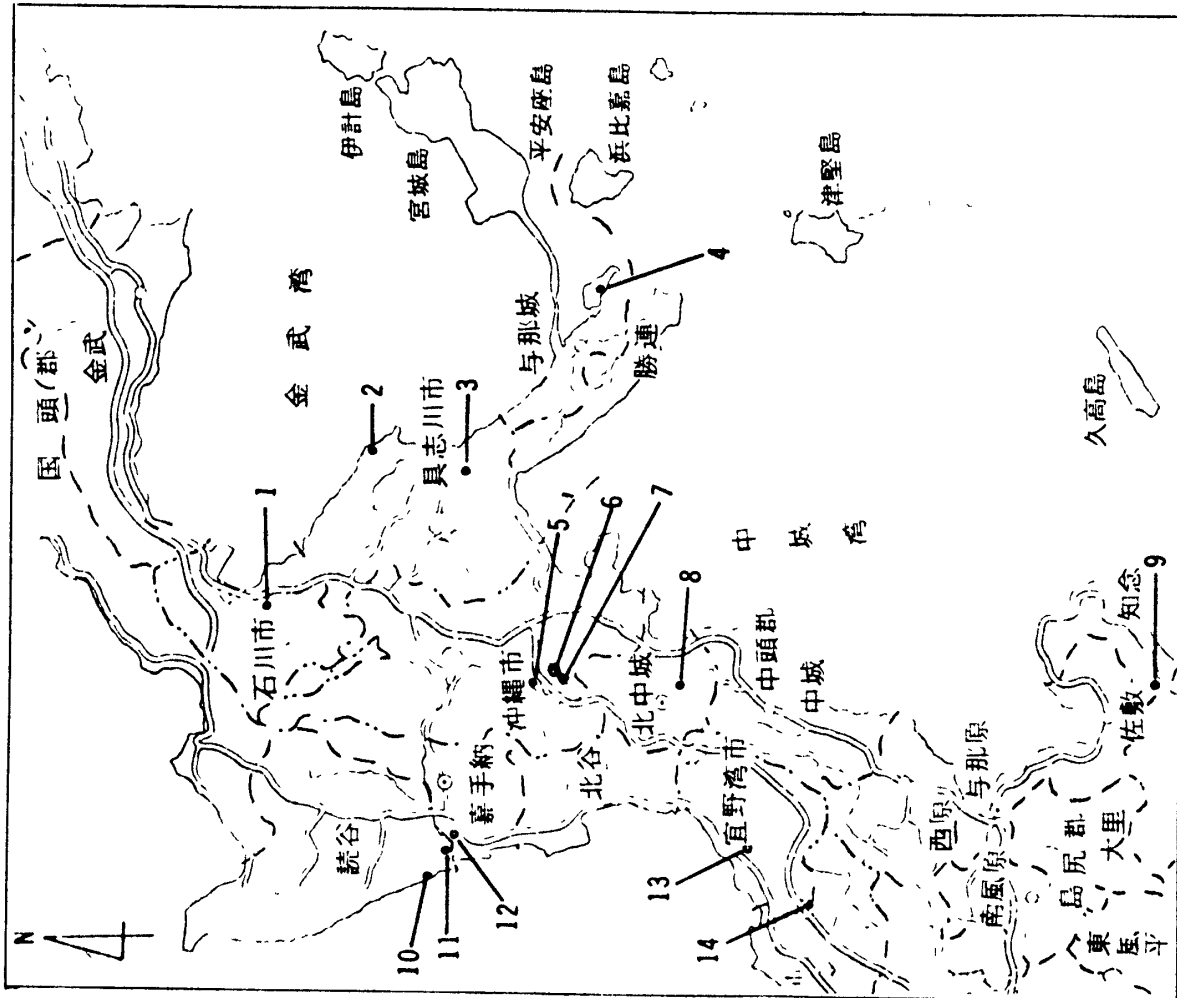 N
国頭(郡
金武
伊計島
宮城島
平安座島
浜比嘉島
津堅島
久高島
金武湾
与那城
勝連
具志川市
石川市
沖縄市
読谷
嘉手納
北谷
北中城
中城湾
中頭郡
中城
宜野湾市
西原
与那原
南風原
島尻郡
大里
東風平
佐敷
知念
1
2
3
4
5
6
7
8
9
10
11
12
13
14